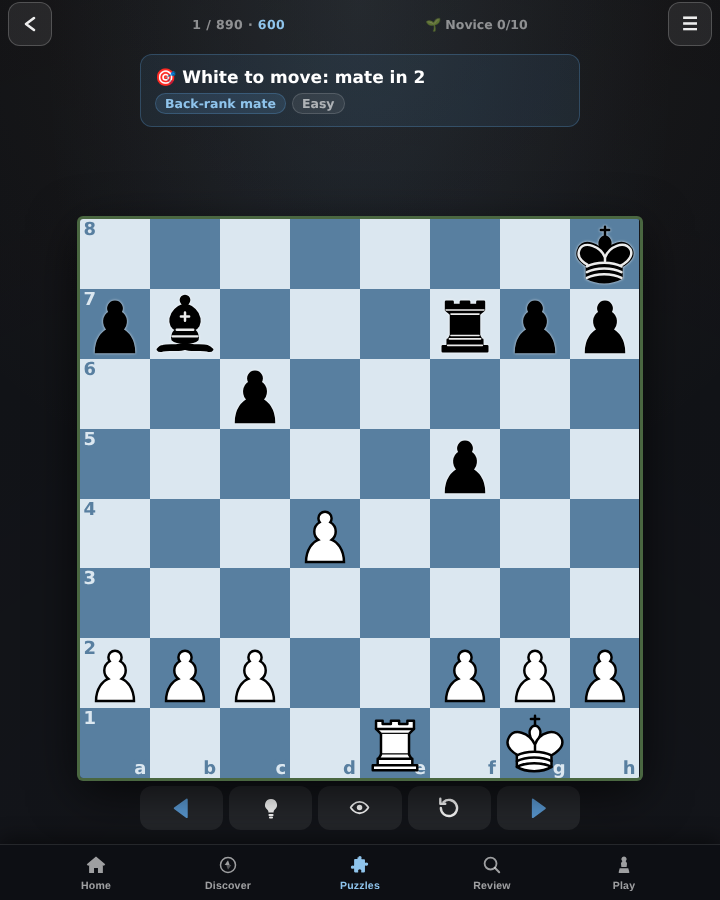 1 / 890 · 600
🌱 Novice 0/10
🎯 White to move: mate in 2
Back-rank mate
Easy
8
7
6
5
4
3
2
1
a b c d e f g h
Home
Discover
Puzzles
Review
Play